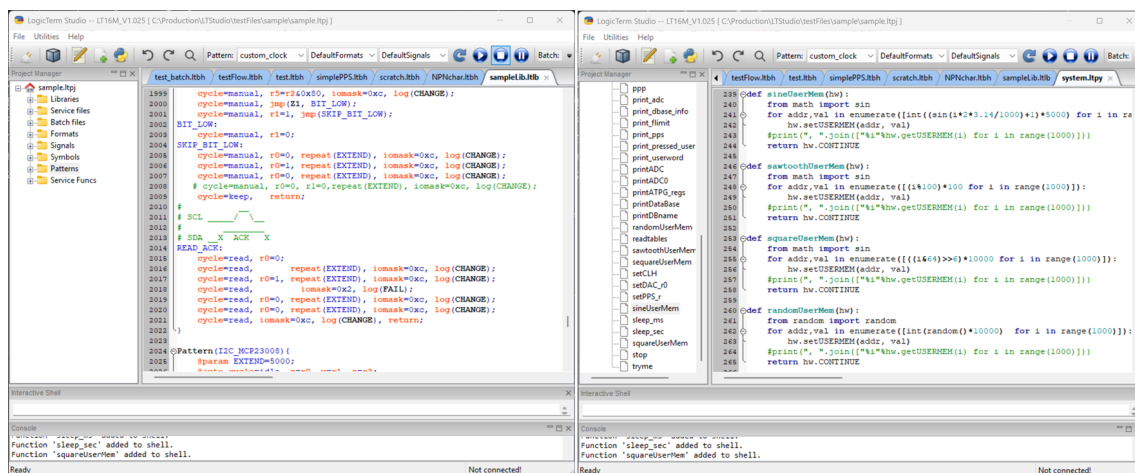 LogicTerm Studio -- LT16M_V1.025 [ C:\Production\LTStudio\testFiles\sample\sample.ltpj ]
File Utilities Help
Pattern: custom_clock DefaultFormats DefaultSignals Batch:
Project Manager
sample.ltpj
Libraries
Service files
Batch files
Formats
Signals
Symbols
Patterns
Service Funcs
test_batch.ltbh testFlow.ltbh test.ltbh simplePPS.ltbh scratch.ltbh NPNchar.ltbh sampleLib.ltlb
1999 cycle=manual, r5=r2&0x80, iomask=0xc, log(CHANGE);
2000 cycle=manual, jmp(Z1, BIT_LOW);
2001 cycle=manual, r1=1, jmp(SKIP_BIT_LOW);
2002 BIT_LOW:
2003 cycle=manual, r1=0;
2004 SKIP_BIT_LOW:
2005 cycle=manual, r0=0, repeat(EXTEND), iomask=0xc, log(CHANGE);
2006 cycle=manual, r0=1, repeat(EXTEND), iomask=0xc, log(CHANGE);
2007 cycle=manual, r0=0, repeat(EXTEND), iomask=0xc, log(CHANGE);
2008 # cycle=manual, r0=0, r1=0,repeat(EXTEND), iomask=0xc, log(CHANGE);
2009 cycle=keep, return;
2010 # __
2011 # SCL _____/ \_
2012 # ________
2013 # SDA __X ACK X
2014 READ_ACK:
2015 cycle=read, r0=0;
2016 cycle=read, repeat(EXTEND), iomask=0xc, log(CHANGE);
2017 cycle=read, r0=1, repeat(EXTEND), iomask=0xc, log(CHANGE);
2018 cycle=read, iomask=0x2, log(FAIL);
2019 cycle=read, r0=0, repeat(EXTEND), iomask=0xc, log(CHANGE);
2020 cycle=read, r0=0, repeat(EXTEND), iomask=0xc, log(CHANGE);
2021 cycle=read, iomask=0xc, log(CHANGE), return;
2022 }
2023
2024 Pattern(I2C_MCP23008){
2025 @param EXTEND=5000;
Interactive Shell
Console
Function 'sleep_ms' added to shell.
Function 'sleep_sec' added to shell.
Function 'squareUserMem' added to shell.
Ready Not connected!
LogicTerm Studio -- LT16M_V1.025 [ C:\Production\LTStudio\testFiles\sample\sample.ltpj ]
File Utilities Help
Pattern: custom_clock DefaultFormats DefaultSignals Batch:
Project Manager
ppp
print_adc
print_dbase_info
print_flimit
print_pps
print_pressed_user
print_userword
printADC
printADC0
printATPG_regs
printDataBase
printDBname
randomUserMem
readtables
sawtoothUserMem
sequareUserMem
setCLH
setDAC_r0
setPPS_r
sineUserMem
sleep_ms
sleep_sec
squareUserMem
stop
tryme
testFlow.ltbh test.ltbh simplePPS.ltbh scratch.ltbh NPNchar.ltbh sampleLib.ltlb system.ltpy
239 def sineUserMem(hw):
240 from math import sin
241 for addr,val in enumerate([int((sin(i*2*3.14/1000)+1)*5000) for i in ra
242 hw.setUSERMEM(addr, val)
243 #print(", ".join(["%i"%hw.getUSERMEM(i) for i in range(1000)]))
244 return hw.CONTINUE
245
246 def sawtoothUserMem(hw):
247 from math import sin
248 for addr,val in enumerate([(i%100)*100 for i in range(1000)]):
249 hw.setUSERMEM(addr, val)
250 #print(", ".join(["%i"%hw.getUSERMEM(i) for i in range(1000)]))
251 return hw.CONTINUE
252
253 def squareUserMem(hw):
254 from math import sin
255 for addr,val in enumerate([((i&64)>>6)*10000 for i in range(1000)]):
256 hw.setUSERMEM(addr, val)
257 #print(", ".join(["%i"%hw.getUSERMEM(i) for i in range(1000)]))
258 return hw.CONTINUE
259
260 def randomUserMem(hw):
261 from random import random
262 for addr,val in enumerate([int(random()*10000) for i in range(1000)]):
263 hw.setUSERMEM(addr, val)
264 #print(", ".join(["%i"%hw.getUSERMEM(i) for i in range(1000)]))
265 return hw.CONTINUE
Interactive Shell
Console
Function 'sleep_ms' added to shell.
Function 'sleep_sec' added to shell.
Function 'squareUserMem' added to shell.
Ready Not connected!